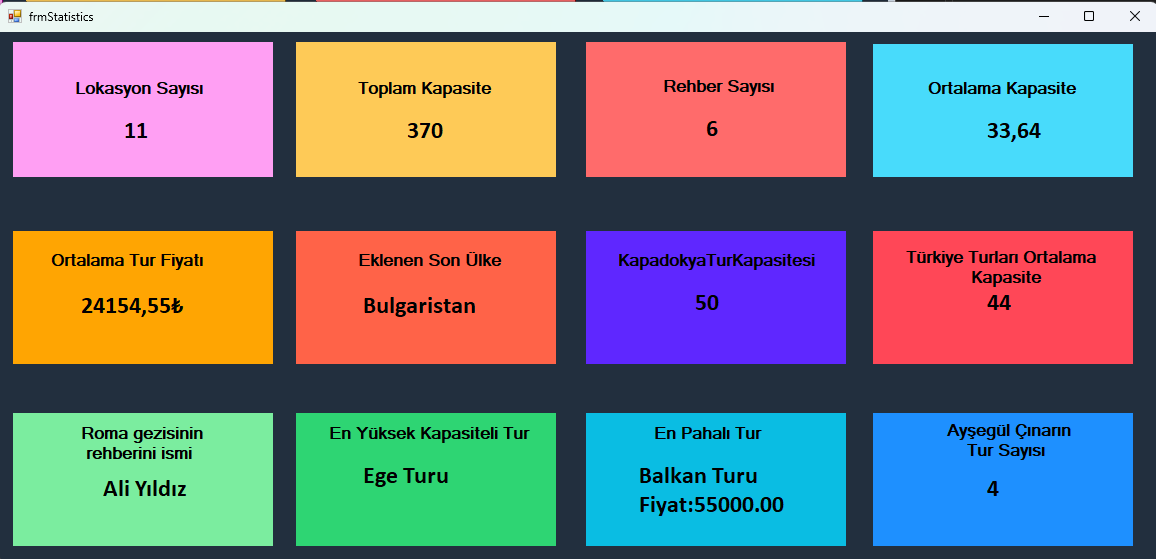 frmStatistics
Lokasyon Sayısı
11
Toplam Kapasite
370
Rehber Sayısı
6
Ortalama Kapasite
33,64
Ortalama Tur Fiyatı
24154,55₺
Eklenen Son Ülke
Bulgaristan
KapadokyaTurKapasitesi
50
Türkiye Turları Ortalama
Kapasite
44
Roma gezisinin
rehberini ismi
Ali Yıldız
En Yüksek Kapasiteli Tur
Ege Turu
En Pahalı Tur
Balkan Turu
Fiyat:55000.00
Ayşegül Çınarın
Tur Sayısı
4